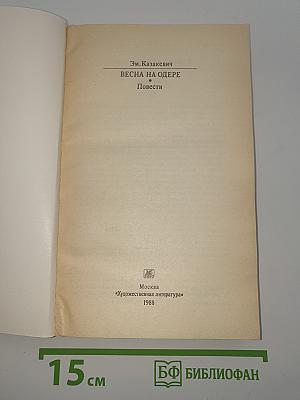 Эм. Казакевич
ВЕСНА НА ОДЕРЕ
Повести
Москва
«Художественная литература»
1988
15 см
БФ БИБЛИОФАН